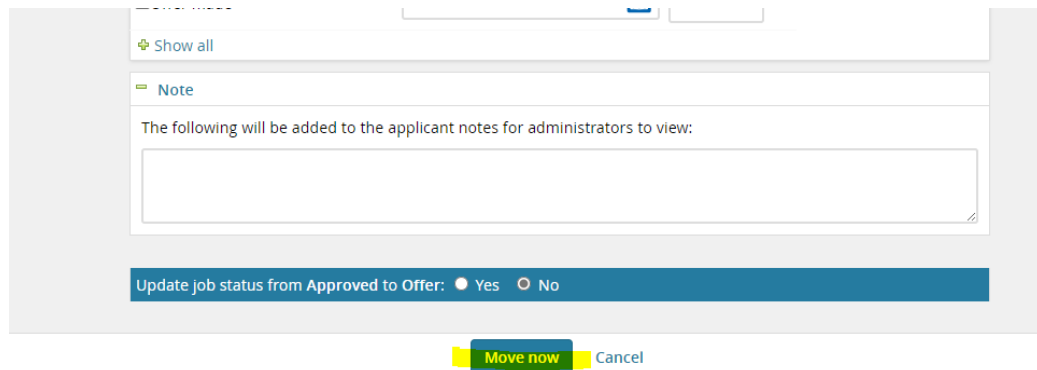 Show all
Note
The following will be added to the applicant notes for administrators to view:
Update job status from Approved to Offer: Yes No
Move now Cancel